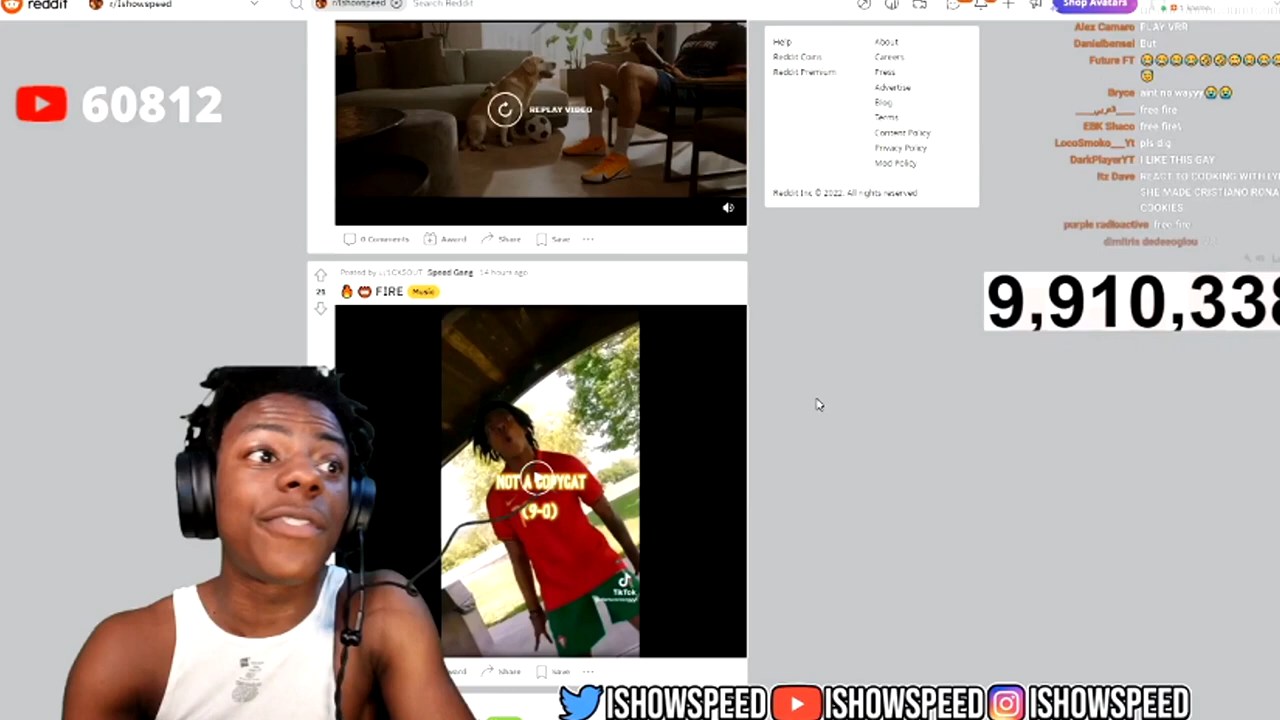 reddit
r/Ishowspeed
r/Ishowspeed
Search Reddit
Shop Avatars
60812
REPLAY VIDEO
0 Comments
Award
Share
Save
Posted by
Speed Gang
14 hours ago
21
FIRE
Music
NOT A COPYCAT
(9-0)
TikTok
Share
Save
Help
Reddit Coins
Reddit Premium
About
Careers
Press
Advertise
Blog
Terms
Content Policy
Privacy Policy
Mod Policy
Reddit Inc © 2022. All rights reserved
Alex Camaro PLAY VRR
Danielbensei But
Future FT
Bryce aint no wayyy
free fire
EBK Shaco free fire!
LocoSmoko___Yt pls dig
DarkPlayerYT I LIKE THIS GAY
Itz Dave REACT TO COOKING WITH
SHE MADE CRISTIANO
COOKIES
purple radioactive free fire
dimitris dedeeoglou
9,910,338
ISHOWSPEED
ISHOWSPEED
ISHOWSPEED